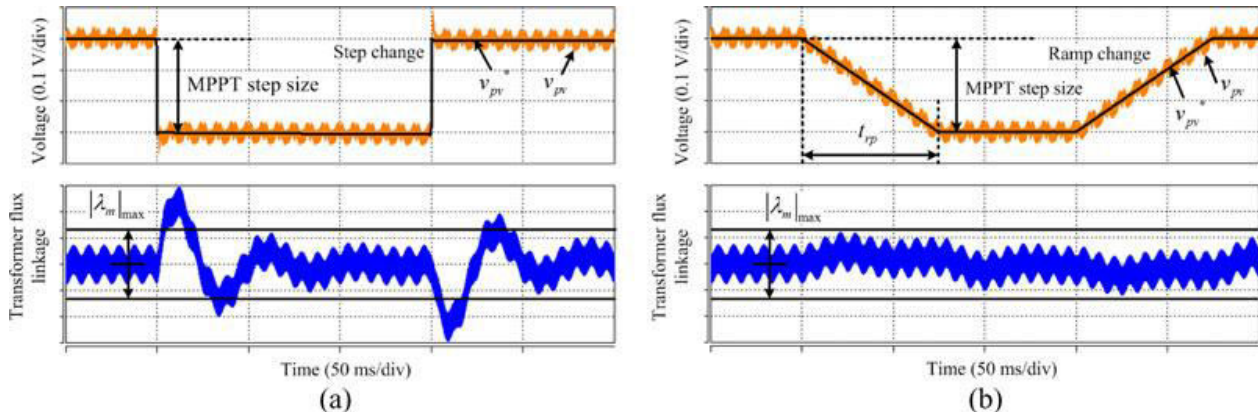 Voltage (0.1 V/div)
Step change
MPPT step size
v_pv*
v_pv
Transformer flux
linkage
|λ_m|_max
Time (50 ms/div)
(a)
Voltage (0.1 V/div)
Ramp change
MPPT step size
t_rp
v_pv*
v_pv
Transformer flux
linkage
|λ_m|_max
Time (50 ms/div)
(b)